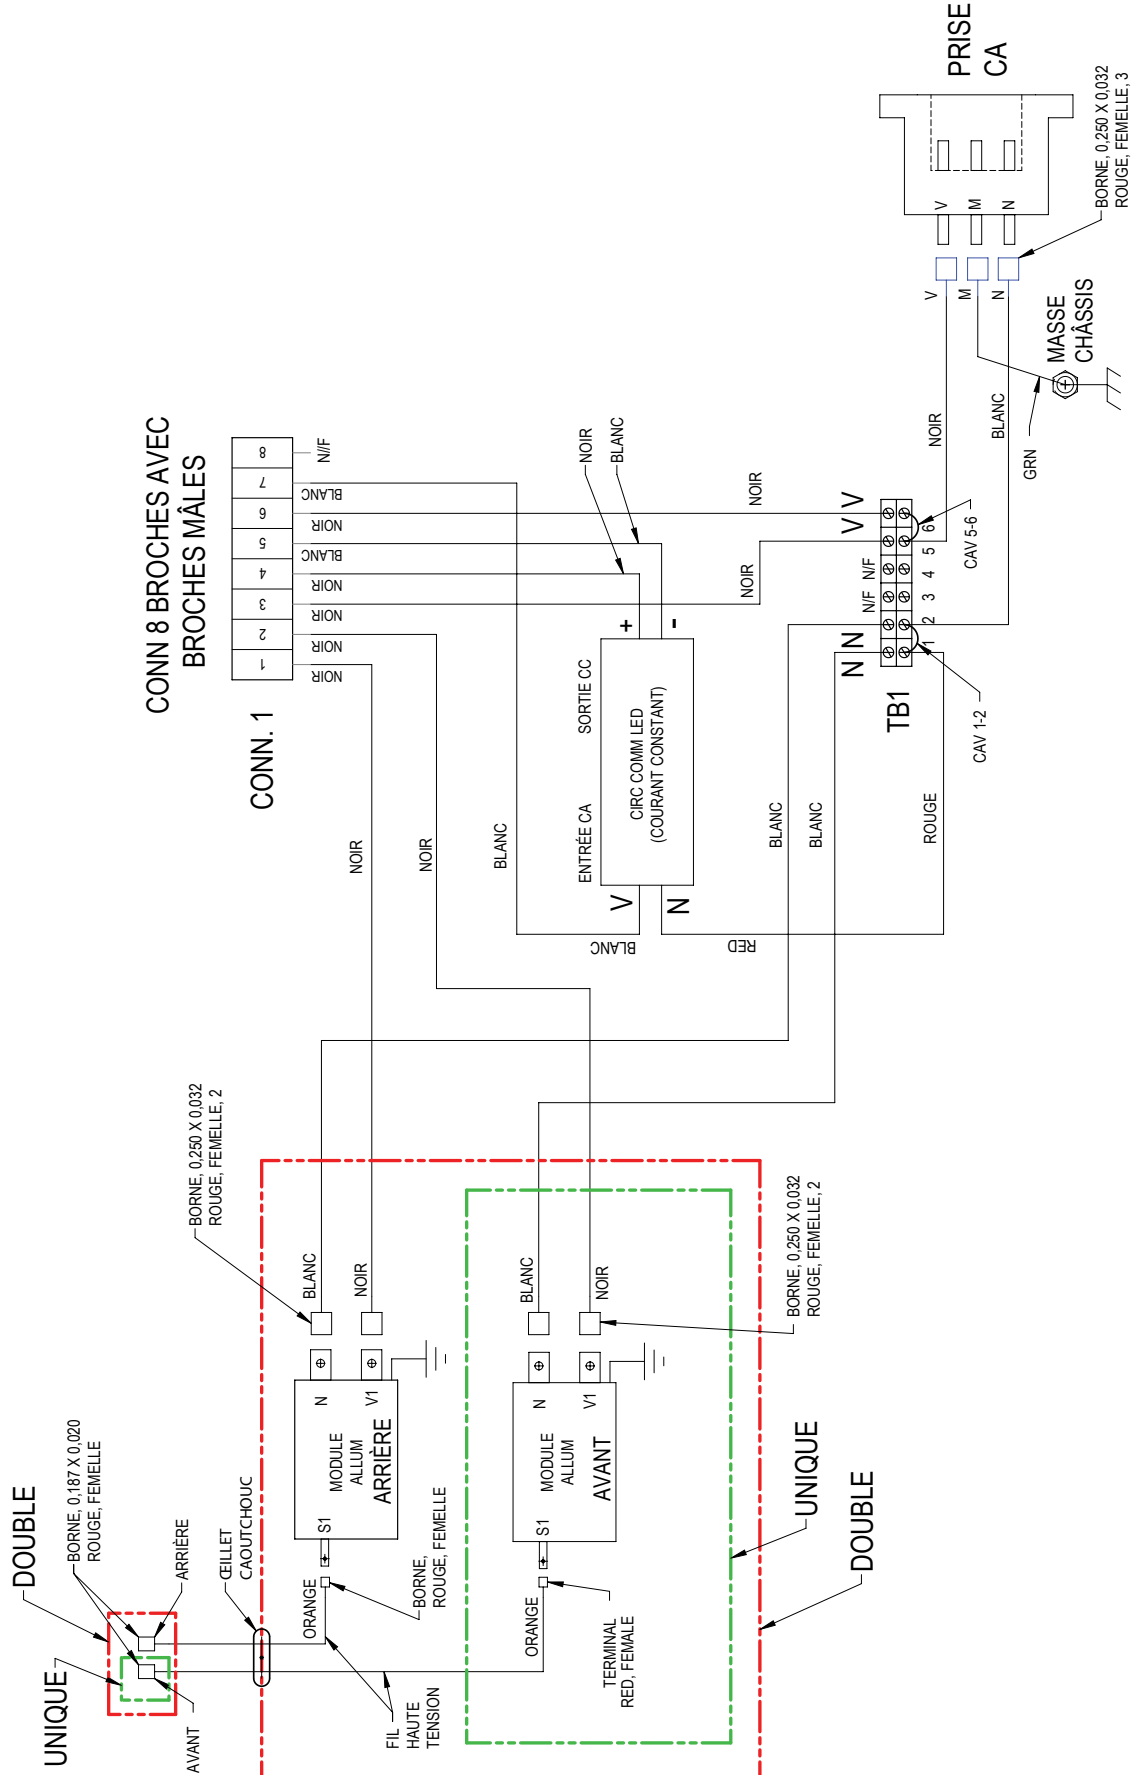 PRISE
CA
BORNE, 0,250 X 0,032
ROUGE, FEMELLE, 3
V
M
N
V
M
N
MASSE
CHÂSSIS
GRN
NOIR
BLANC
CONN 8 BROCHES AVEC
BROCHES MÂLES
CONN. 1
8
7
6
5
4
3
2
1
N/F
BLANC
NOIR
BLANC
NOIR
NOIR
NOIR
NOIR
NOIR
BLANC
NOIR
NOIR
V V
N/F N/F
N N
6
5
4
3
2
1
CAV 5-6
CAV 1-2
TB1
+
-
SORTIE CC
CIRC COMM LED
(COURANT CONSTANT)
ENTRÉE CA
V
N
BLANC
RED
NOIR
NOIR
BLANC
BLANC
BLANC
ROUGE
BORNE, 0,250 X 0,032
ROUGE, FEMELLE, 2
BLANC
NOIR
N
V1
MODULE
ALLUM
ARRIÈRE
S1
BLANC
NOIR
BORNE, 0,250 X 0,032
ROUGE, FEMELLE, 2
N
V1
MODULE
ALLUM
AVANT
S1
UNIQUE
DOUBLE
DOUBLE
BORNE, 0,187 X 0,020
ROUGE, FEMELLE
ARRIÈRE
ŒILLET
CAOUTCHOUC
ORANGE
BORNE,
ROUGE, FEMELLE
ORANGE
TERMINAL
RED, FEMALE
UNIQUE
AVANT
FIL
HAUTE
TENSION